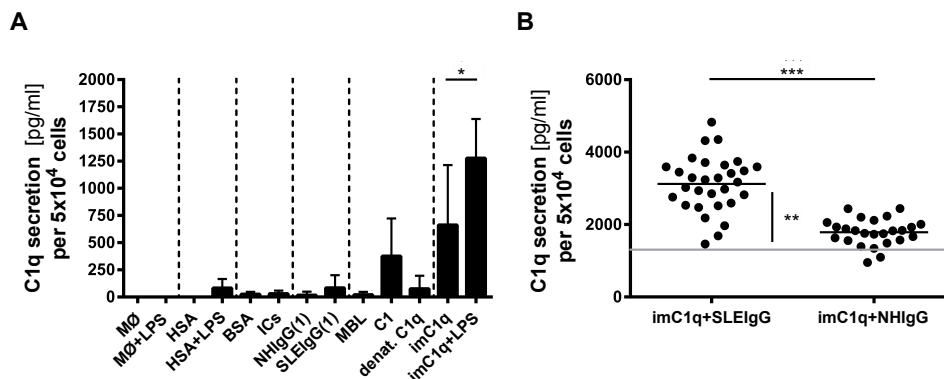 A
C1q secretion [pg/ml]
per 5x10⁴ cells
2000
1750
1500
1250
1000
750
500
250
0
*
MØ
MØ+LPS
HSA
HSA+LPS
BSA
ICs
NHIgG(1)
SLEIgG(1)
MBL
C1
denat. C1q
imC1q
imC1q+LPS
B
C1q secretion [pg/ml]
per 5x10⁴ cells
6000
4000
2000
0
***
**
imC1q+SLEIgG
imC1q+NHIgG